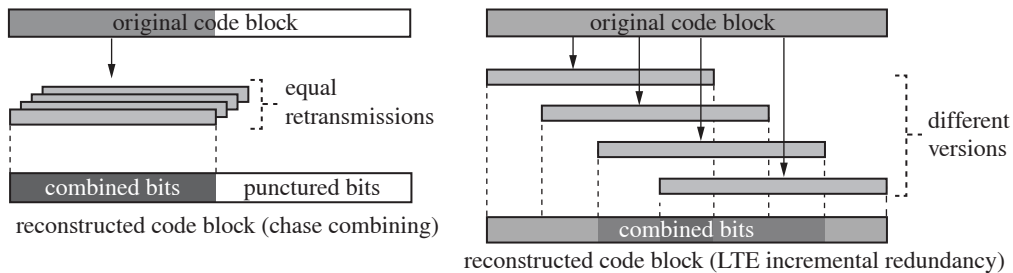 original code block
equal
retransmissions
combined bits
punctured bits
reconstructed code block (chase combining)
original code block
different
versions
combined bits
reconstructed code block (LTE incremental redundancy)